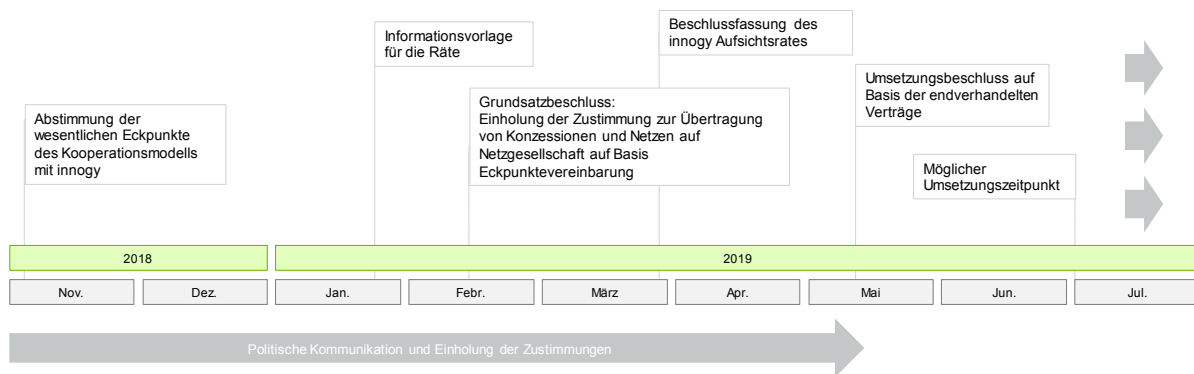 Abstimmung der
wesentlichen Eckpunkte
des Kooperationsmodells
mit innogy
Informationsvorlage
für die Räte
Grundsatzbeschluss:
Einholung der Zustimmung zur Übertragung
von Konzessionen und Netzen auf
Netzgesellschaft auf Basis
Eckpunktevereinbarung
Beschlussfassung des
innogy Aufsichtsrates
Umsetzungsbeschluss auf
Basis der endverhandelten
Verträge
Möglicher
Umsetzungszeitpunkt
2018
2019
Nov.
Dez.
Jan.
Febr.
März
Apr.
Mai
Jun.
Jul.
Politische Kommunikation und Einholung der Zustimmungen